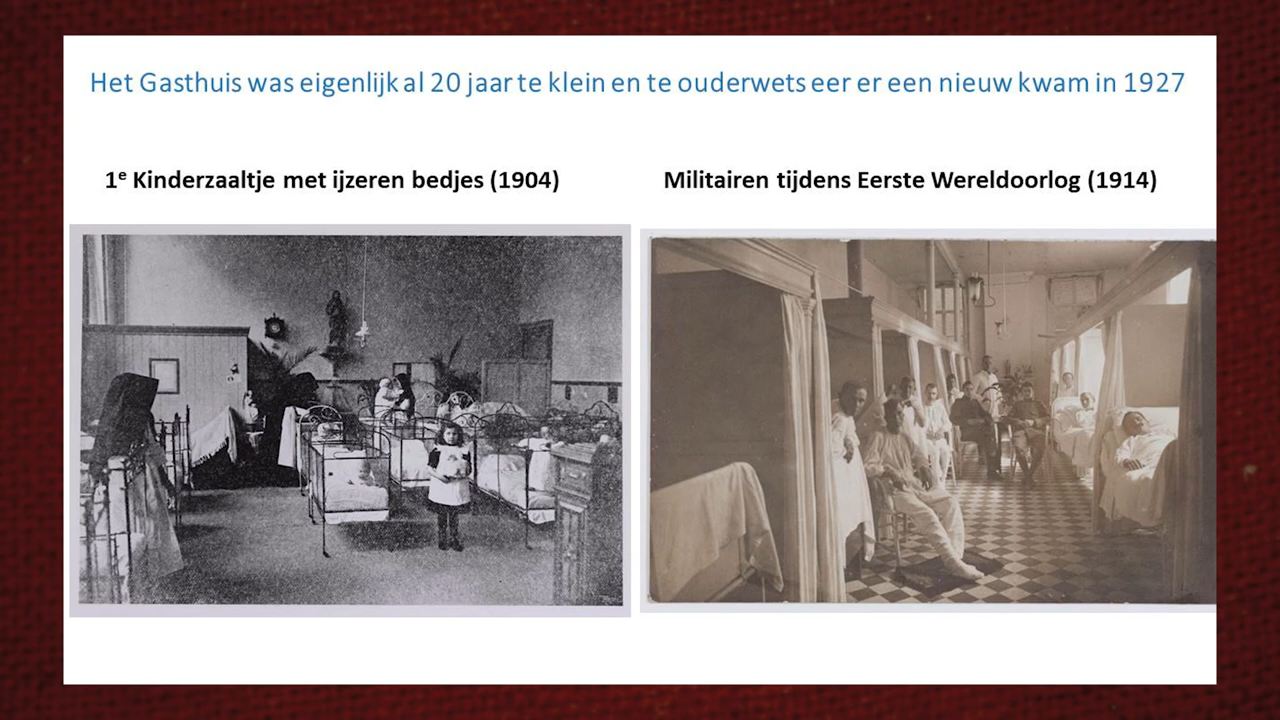 Het Gasthuis was eigenlijk al 20 jaar te klein en te ouderwets eer er een nieuw kwam in 1927
1e Kinderzaaltje met ijzeren bedjes (1904)
Militairen tijdens Eerste Wereldoorlog (1914)